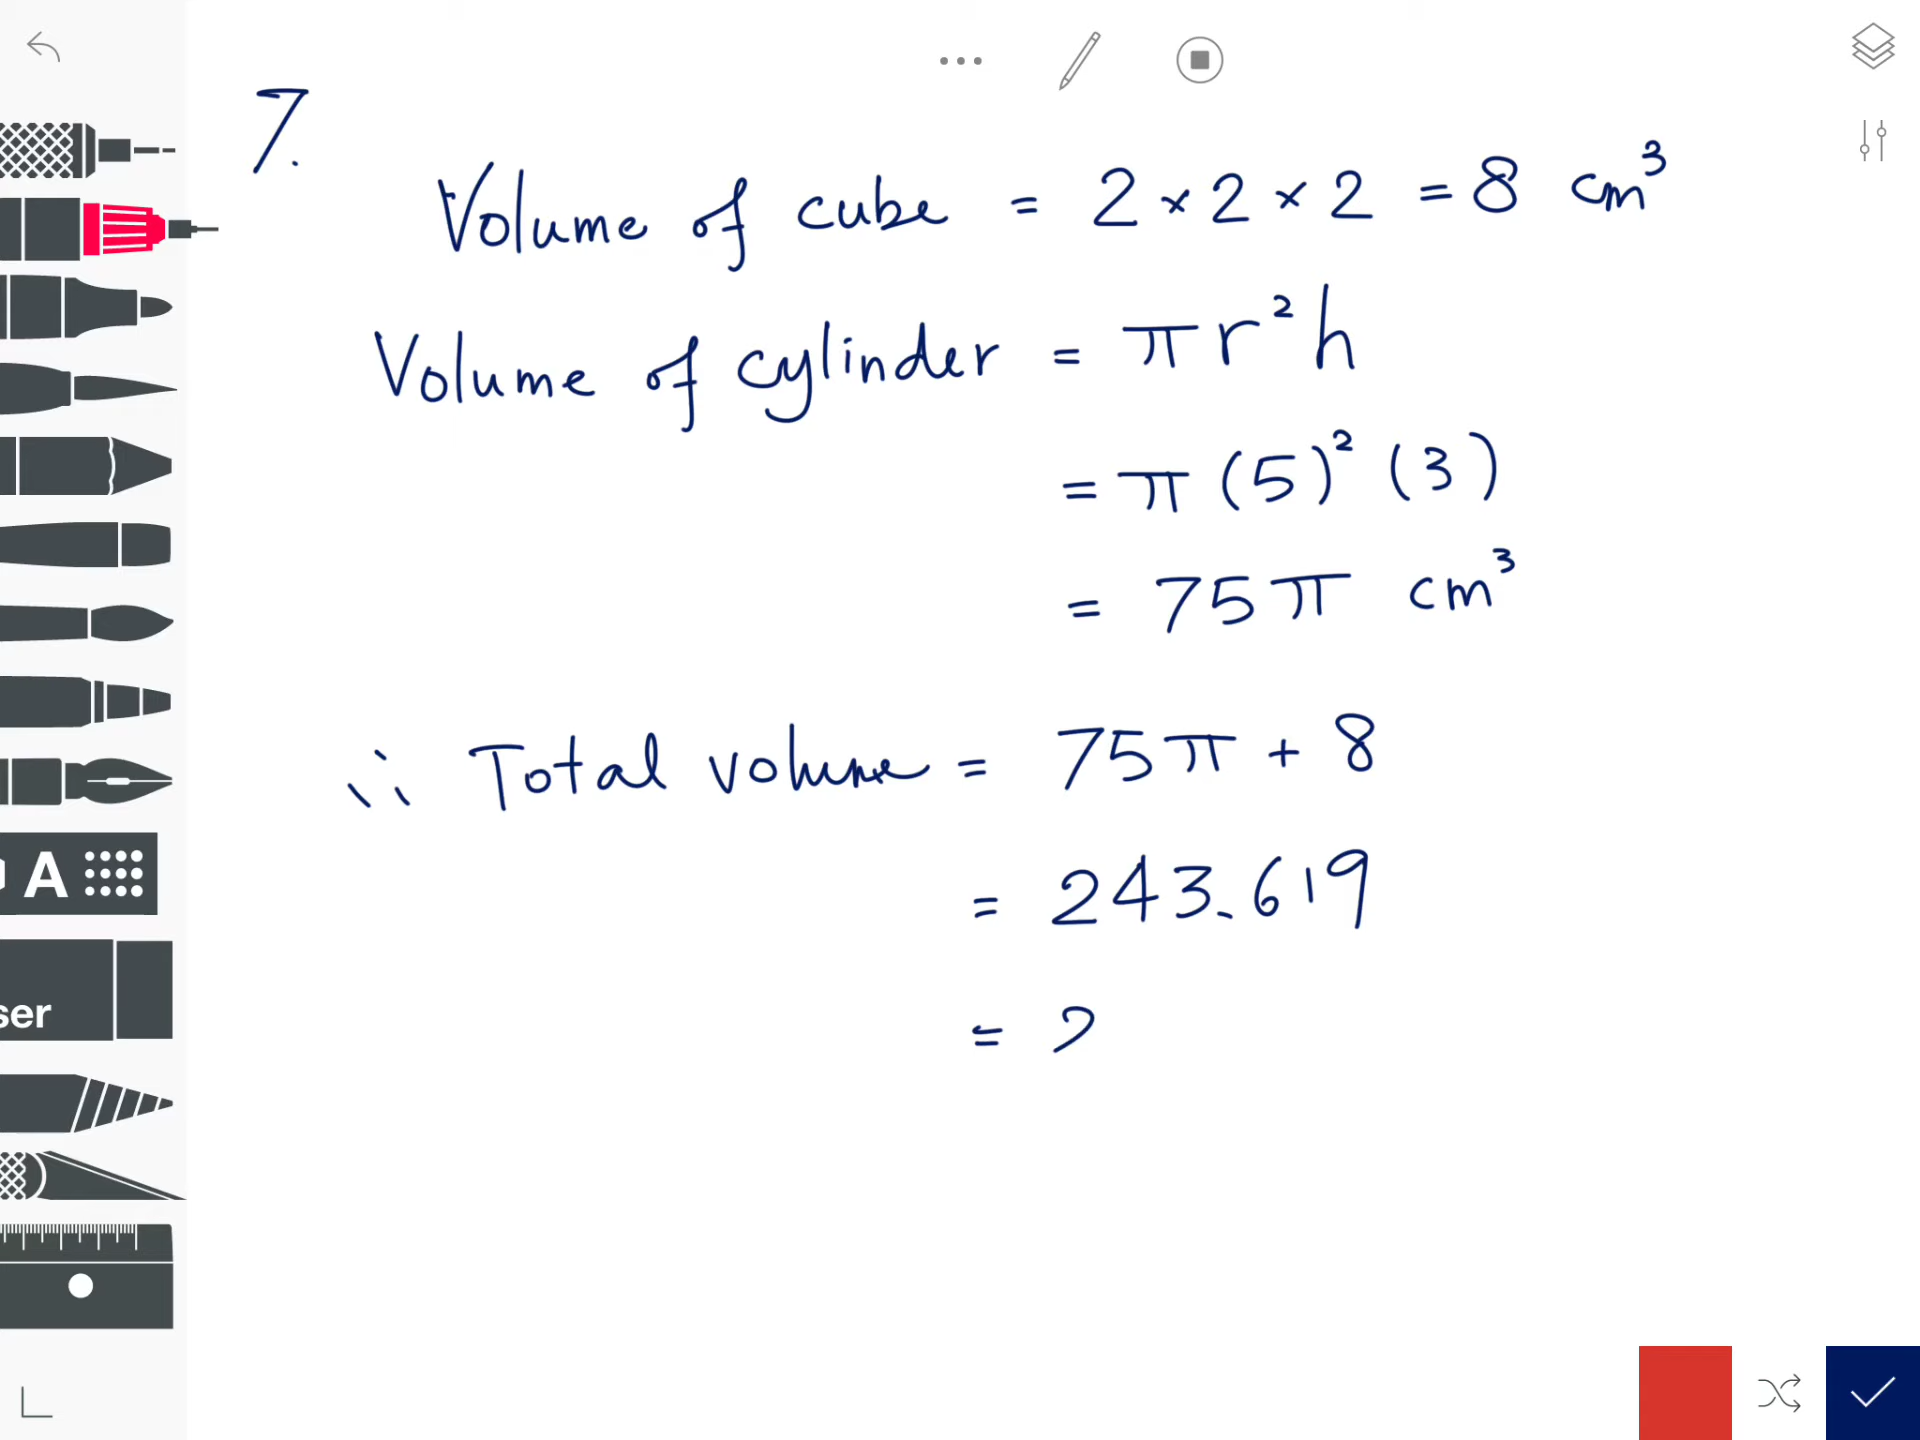 7.
Volume of cube = 2 × 2 × 2 = 8 cm³
Volume of cylinder = πr²h
= π(5)²(3)
= 75π cm³
∴ Total volume = 75π + 8
= 243.619
= 2
A
ser